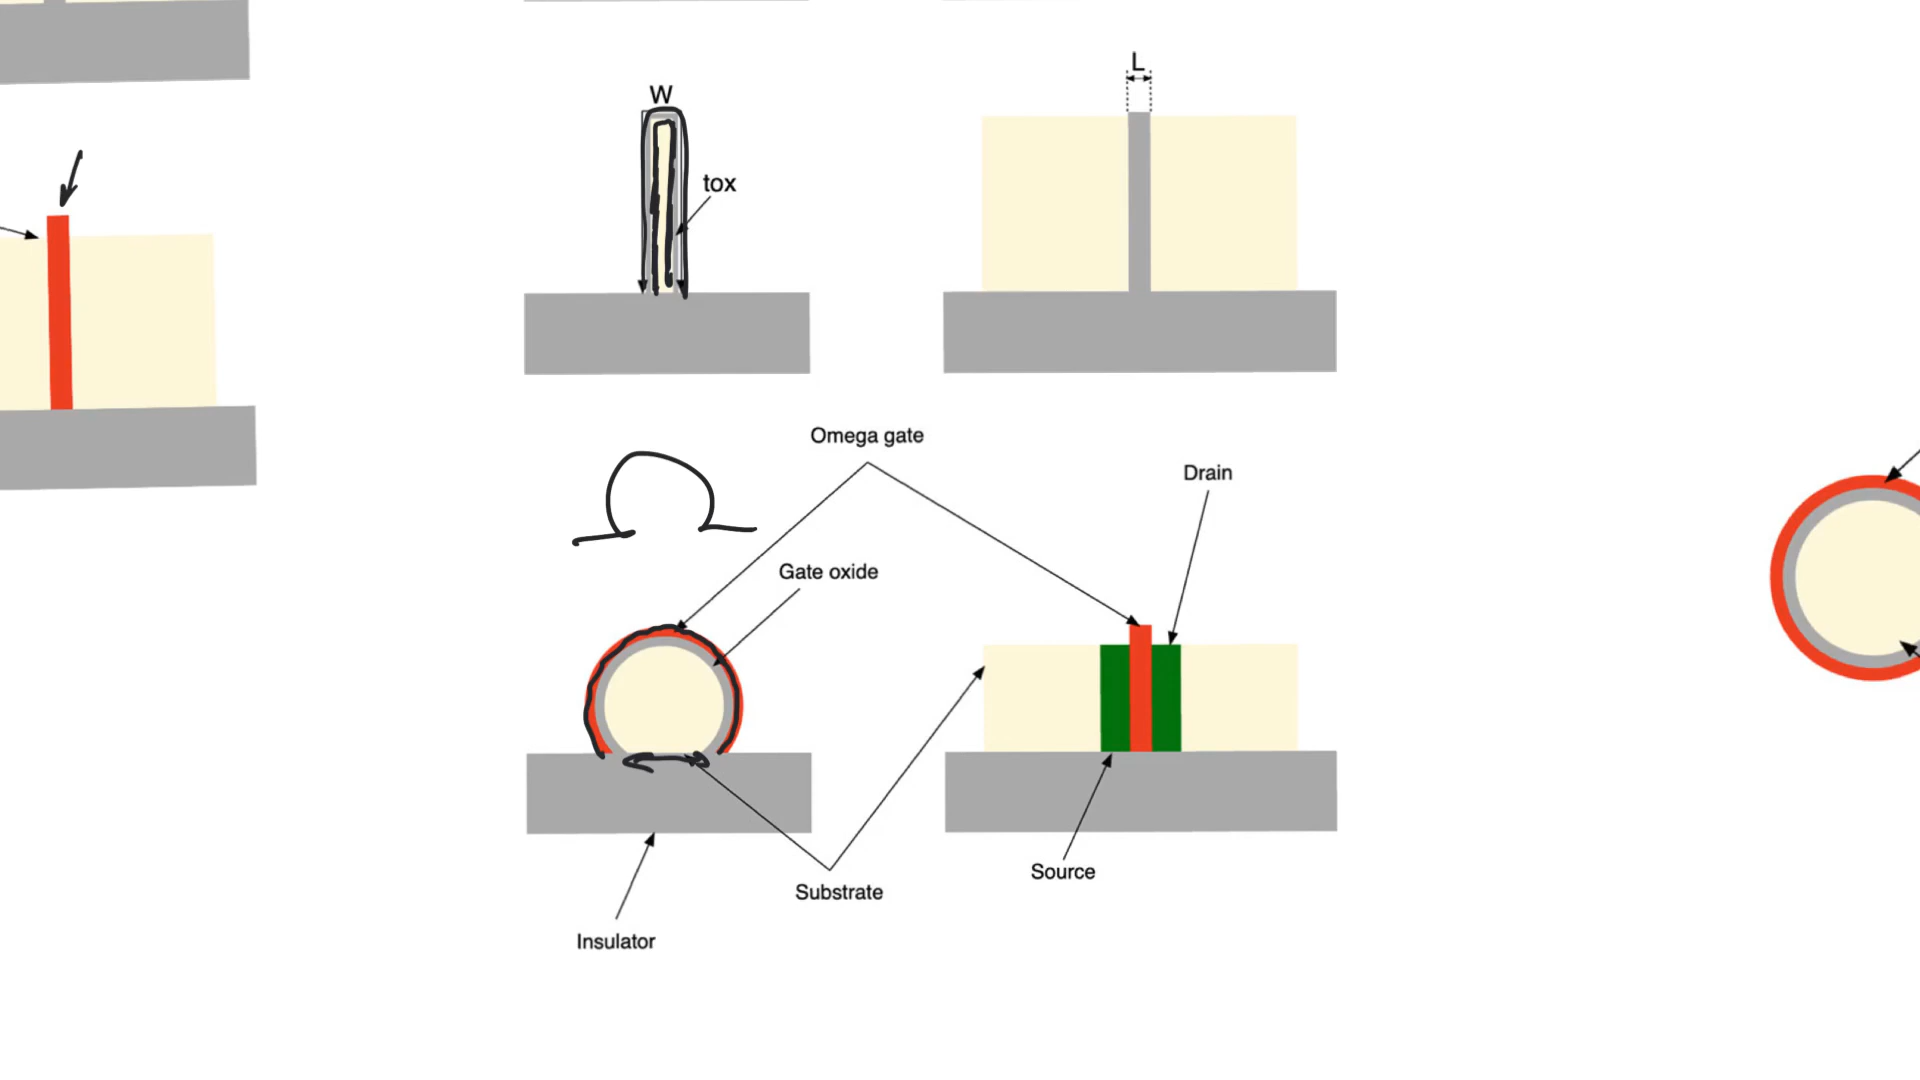 L
W
tox
Omega gate
Drain
Gate oxide
Source
Substrate
Insulator